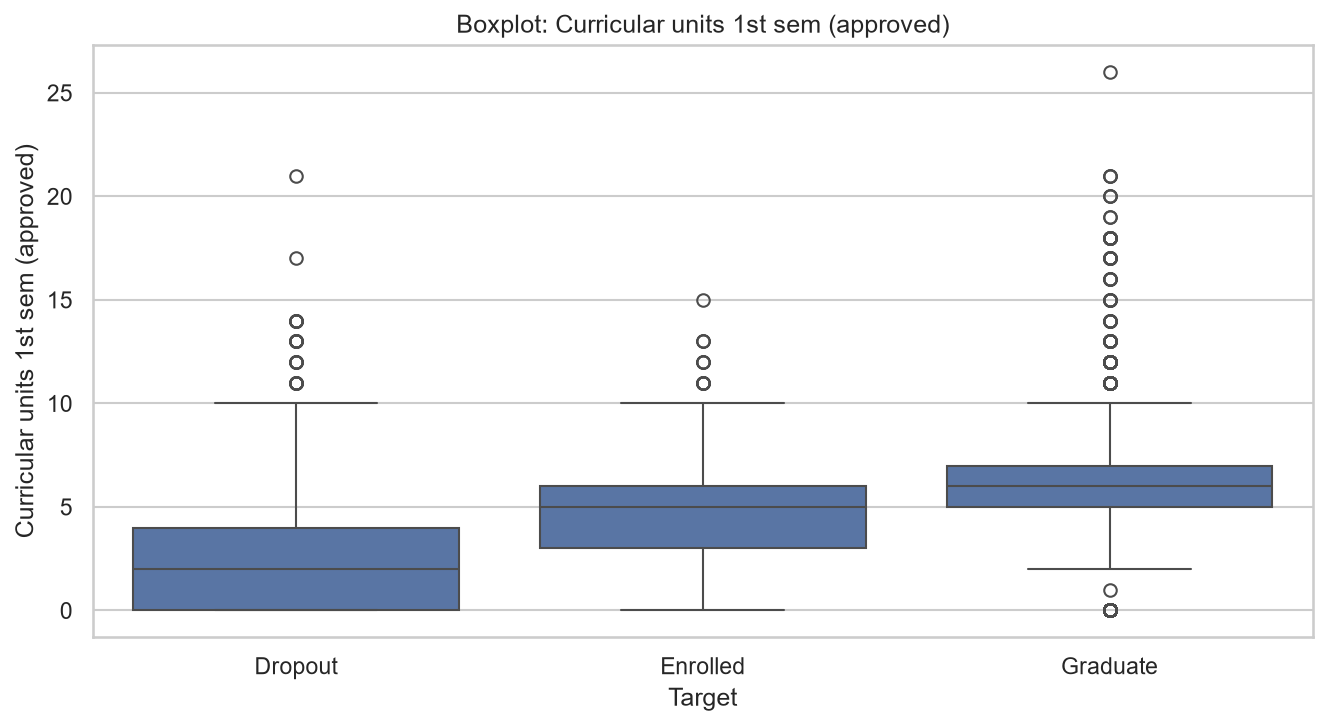 Boxplot: Curricular units 1st sem (approved)
Curricular units 1st sem (approved)
25
20
15
10
5
0
Dropout
Enrolled
Graduate
Target